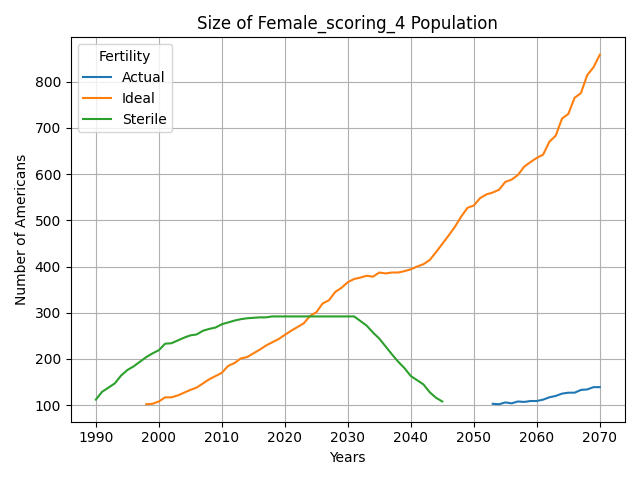 Size of Female_scoring_4 Population
Fertility
Actual
Ideal
Sterile
Number of Americans
800
700
600
500
400
300
200
100
1990 2000 2010 2020 2030 2040 2050 2060 2070
Years